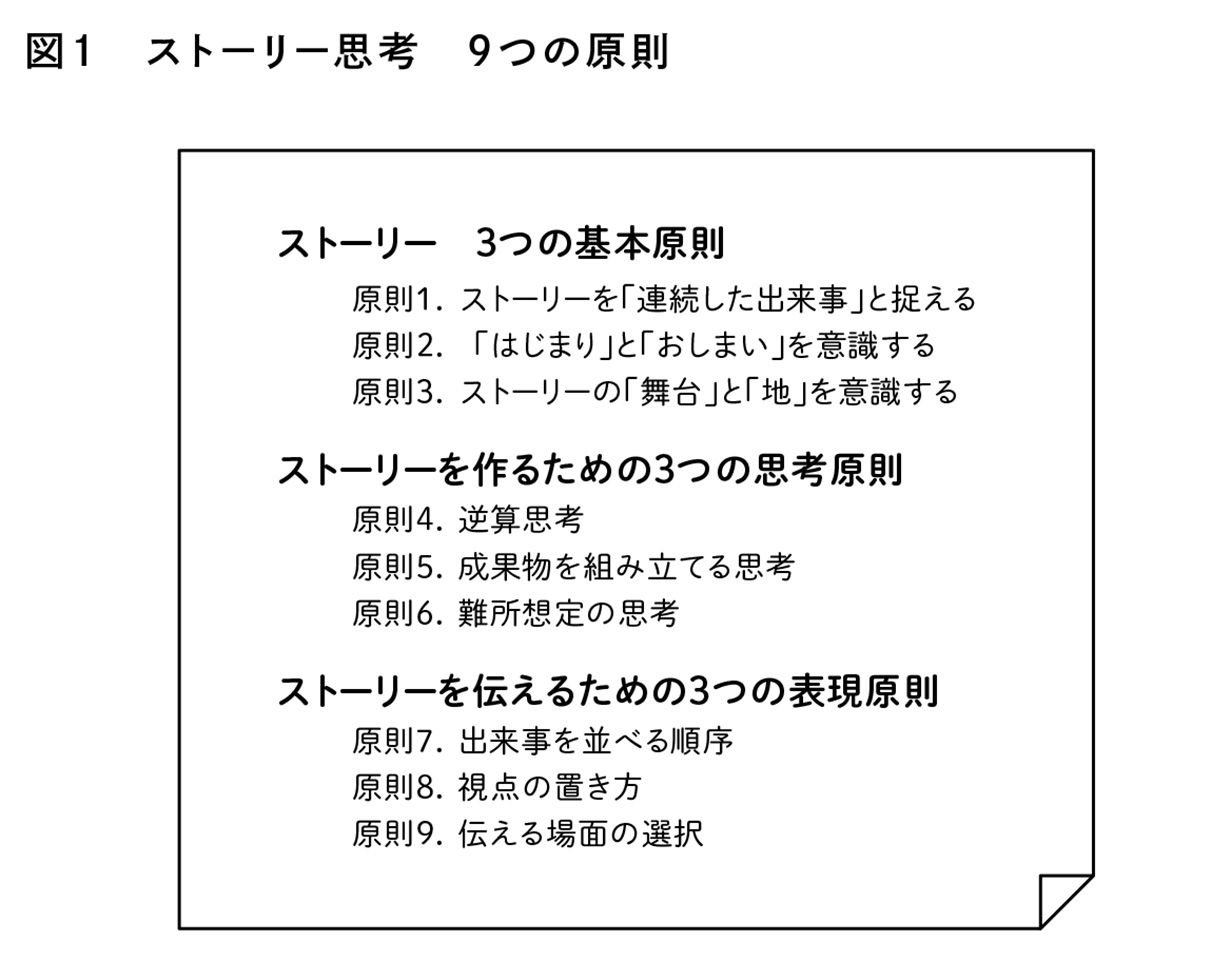 図1　ストーリー思考　9つの原則
ストーリー　3つの基本原則
原則1. ストーリーを「連続した出来事」と捉える
原則2. 「はじまり」と「おしまい」を意識する
原則3. ストーリーの「舞台」と「地」を意識する
ストーリーを作るための3つの思考原則
原則4. 逆算思考
原則5. 成果物を組み立てる思考
原則6. 難所想定の思考
ストーリーを伝えるための3つの表現原則
原則7. 出来事を並べる順序
原則8. 視点の置き方
原則9. 伝える場面の選択